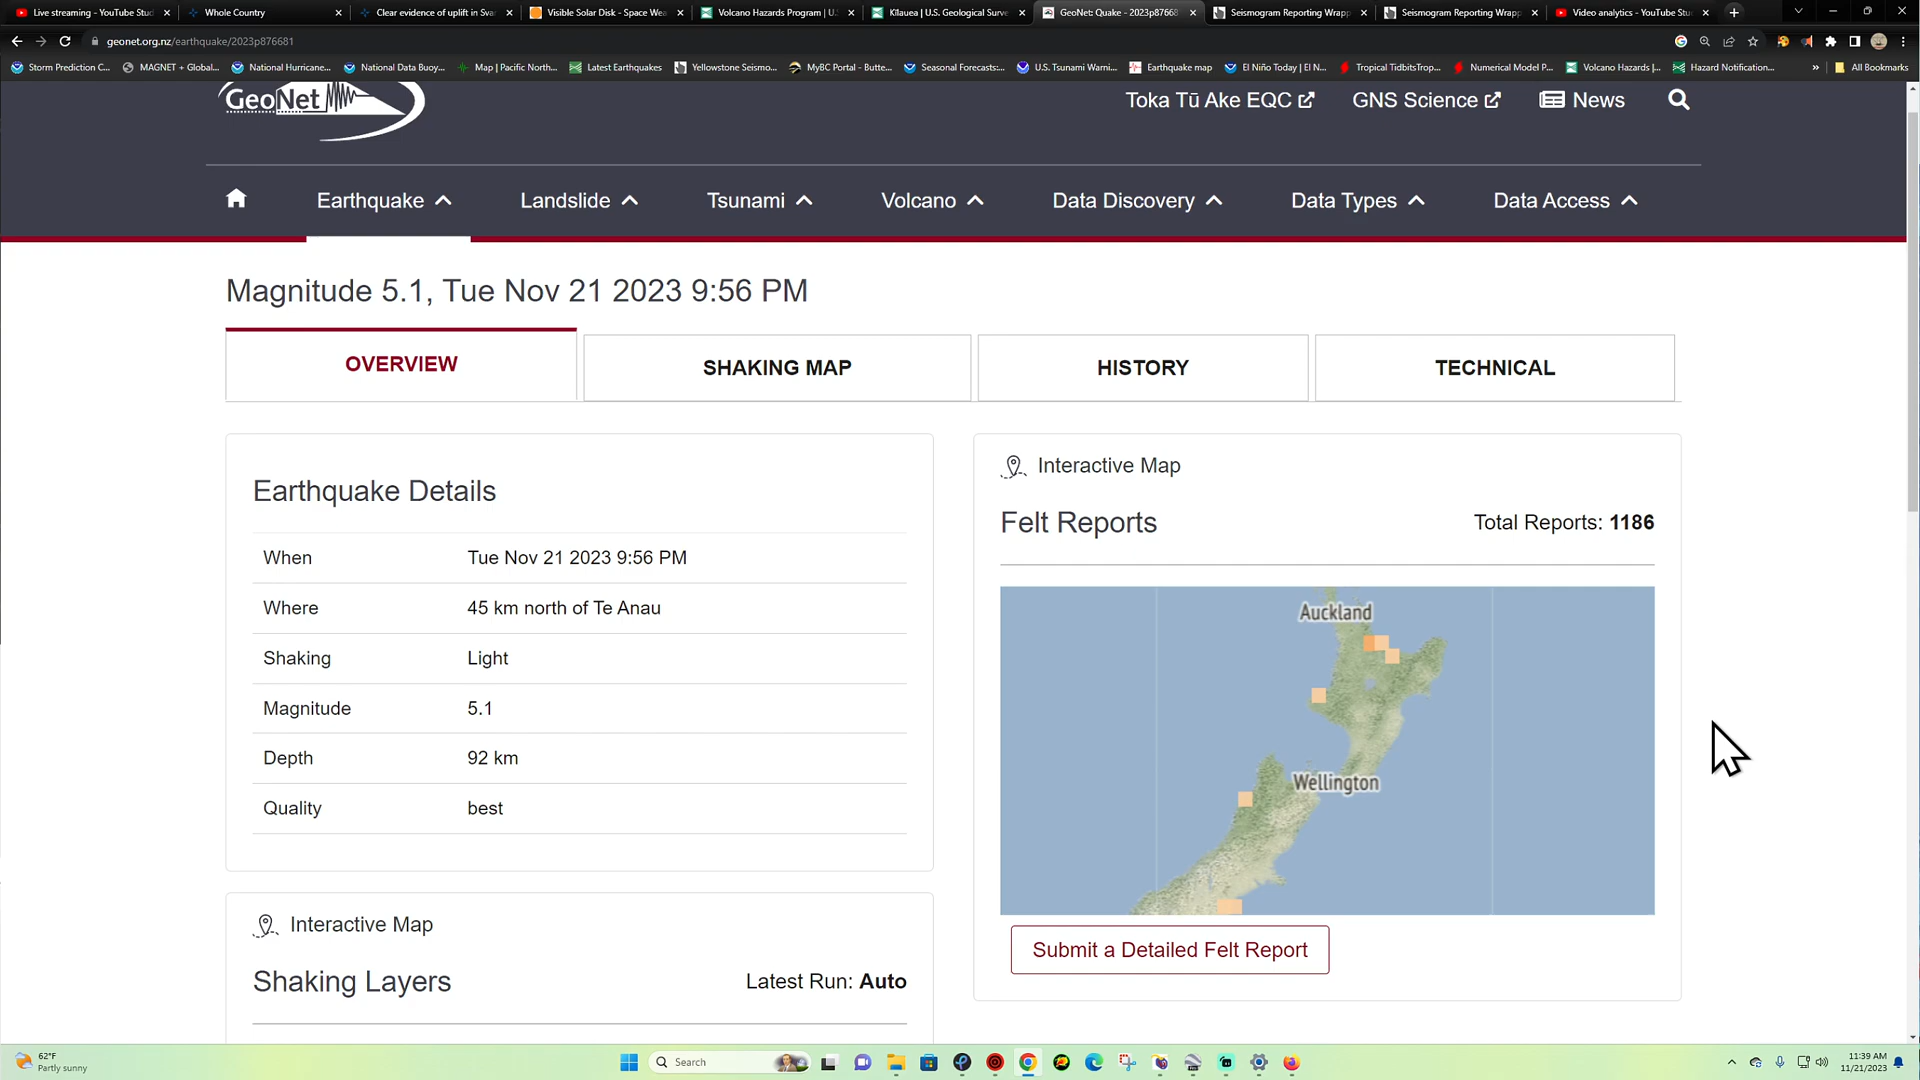 Live streaming - YouTube Stud
Whole Country
Clear evidence of uplift in Svar
Visible Solar Disk - Space Wea
Volcano Hazards Program | U.
Kīlauea | U.S. Geological Surve
GeoNet: Quake - 2023p87668
Seismogram Reporting Wrapp
Seismogram Reporting Wrapp
Video analytics - YouTube Stu
geonet.org.nz/earthquake/2023p876681
Storm Prediction C...
MAGNET + Global...
National Hurricane...
National Data Buoy...
Map | Pacific North...
Latest Earthquakes
Yellowstone Seismo...
MyBC Portal - Butte...
Seasonal Forecasts:...
U.S. Tsunami Warni...
Earthquake map
El Niño Today | El N...
Tropical TidbitsTrop...
Numerical Model P...
Volcano Hazards |...
Hazard Notification...
» All Bookmarks
GeoNet
Toka Tū Ake EQC
GNS Science
News
Earthquake
Landslide
Tsunami
Volcano
Data Discovery
Data Types
Data Access
Magnitude 5.1, Tue Nov 21 2023 9:56 PM
OVERVIEW
SHAKING MAP
HISTORY
TECHNICAL
Earthquake Details
When Tue Nov 21 2023 9:56 PM
Where 45 km north of Te Anau
Shaking Light
Magnitude 5.1
Depth 92 km
Quality best
Interactive Map
Shaking Layers
Latest Run: Auto
Interactive Map
Felt Reports
Total Reports: 1186
Auckland
Wellington
Submit a Detailed Felt Report
62°F
Partly sunny
Search
11:39 AM
11/21/2023